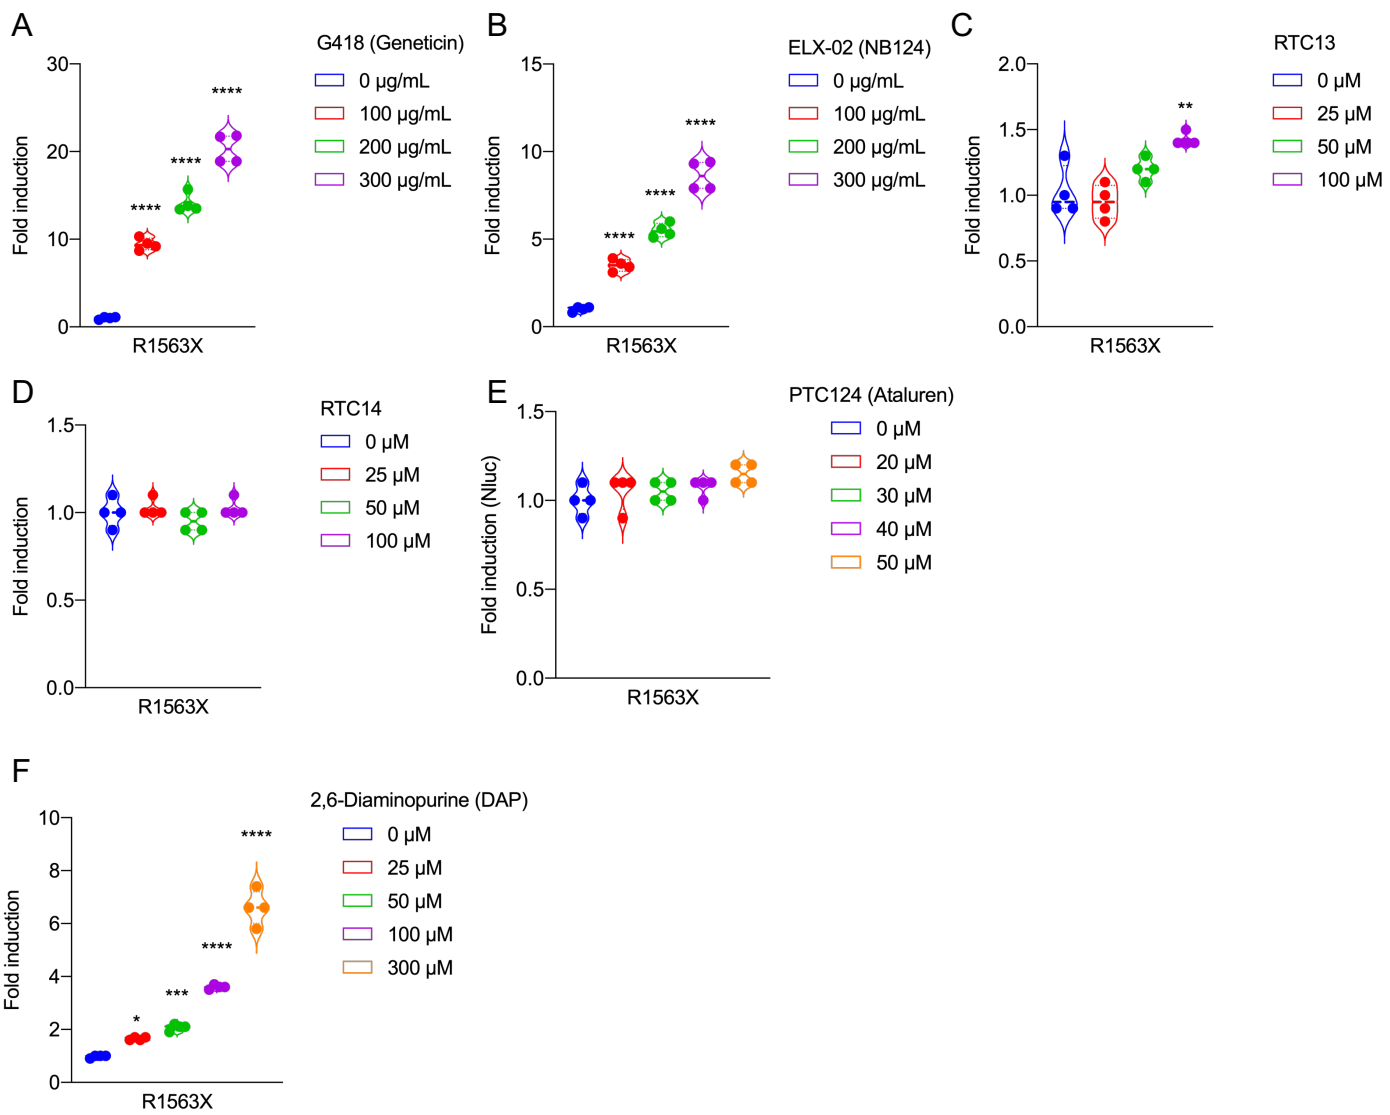 A
G418 (Geneticin)
0 µg/mL
100 µg/mL
200 µg/mL
300 µg/mL
Fold induction
30
20
10
0
****
****
****
R1563X
B
ELX-02 (NB124)
0 µg/mL
100 µg/mL
200 µg/mL
300 µg/mL
Fold induction
15
10
5
0
****
****
****
R1563X
C
RTC13
0 µM
25 µM
50 µM
100 µM
Fold induction
2.0
1.5
1.0
0.5
0.0
**
R1563X
D
RTC14
0 µM
25 µM
50 µM
100 µM
Fold induction
1.5
1.0
0.5
0.0
R1563X
E
PTC124 (Ataluren)
0 µM
20 µM
30 µM
40 µM
50 µM
Fold induction (Nluc)
1.5
1.0
0.5
0.0
R1563X
F
2,6-Diaminopurine (DAP)
0 µM
25 µM
50 µM
100 µM
300 µM
Fold induction
10
8
6
4
2
0
*
***
****
****
R1563X